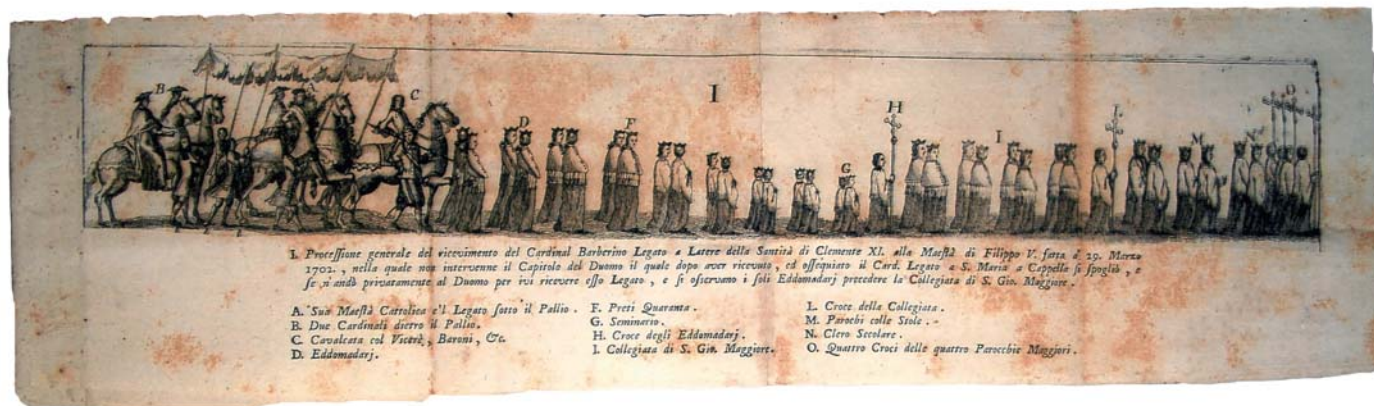 B
A
C
D
F
I
G
H
I
L
M
N
O
I. Processione generale del ricevimento del Cardinal Barberino Legato a Latere della Santità di Clemente XI. alla Maestà di Filippo V. fatta à 29. Marzo
1702., nella quale non intervenne il Capitolo del Duomo il quale dopo aver ricevuto, ed ossequiato il Card. Legato a S. Maria a Cappella si spogliò, e
se n'andò privatamente al Duomo per ivi ricevere esso Legato, e si osservano i soli Eddomadarj precedere la Collegiata di S. Gio. Maggiore.
A. Sua Maestà Cattolica e'l Legato sotto il Pallio.
B. Due Cardinali dietro il Pallio.
C. Cavalcata col Vicerè, Baroni, &c.
D. Eddomadarj.
F. Preti Quaranta.
G. Seminario.
H. Croce degli Eddomadarj.
I. Collegiata di S. Gio. Maggiore.
L. Croce della Collegiata.
M. Parochi colle Stole.
N. Clero Secolare.
O. Quattro Croci delle quattro Parocchie Maggiori.